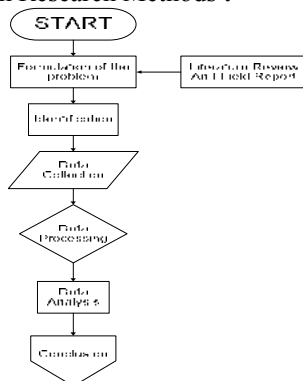 Research Methods :
START
Formulation of the
problem
Literature Review
And Field Report
Identification
Data
Collection
Data
Processing
Data
Analysis
Conclusion